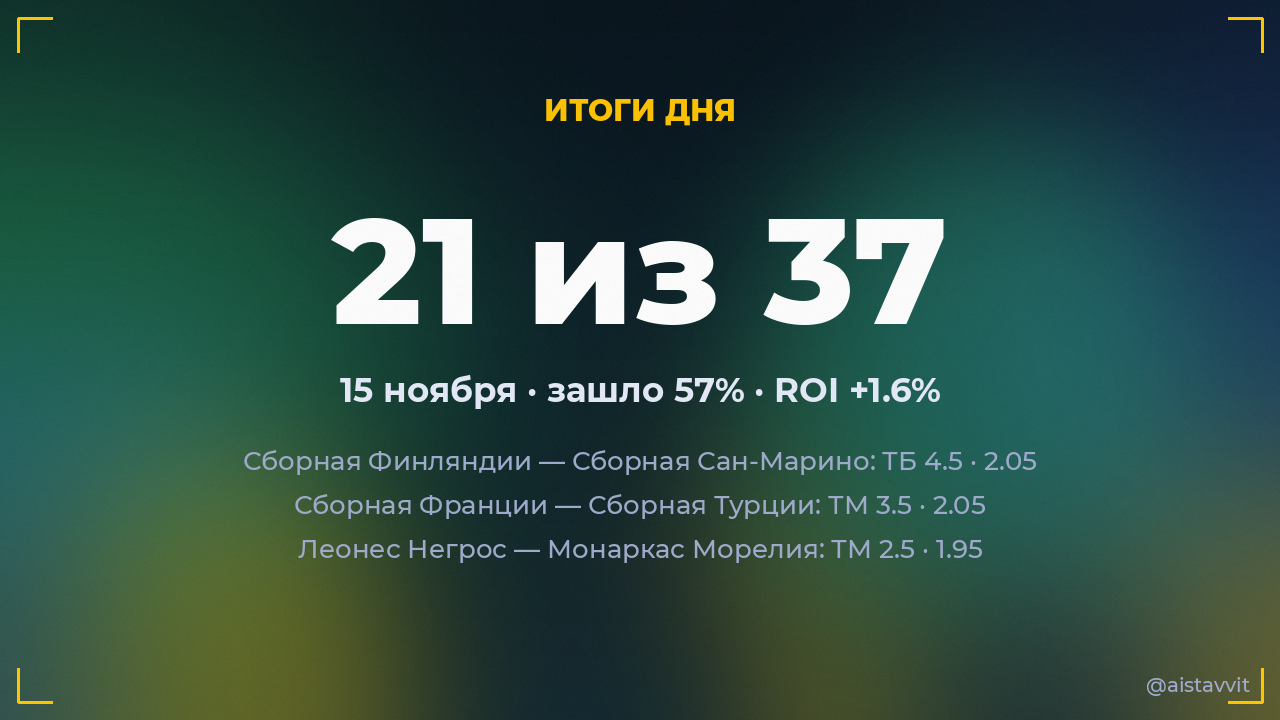 ИТОГИ ДНЯ
21 из 37
15 ноября · зашло 57% · ROI +1.6%
Сборная Финляндии — Сборная Сан-Марино: ТБ 4.5 · 2.05
Сборная Франции — Сборная Турции: ТМ 3.5 · 2.05
Леонес Негрос — Монаркас Морелия: ТМ 2.5 · 1.95
@aistavvit